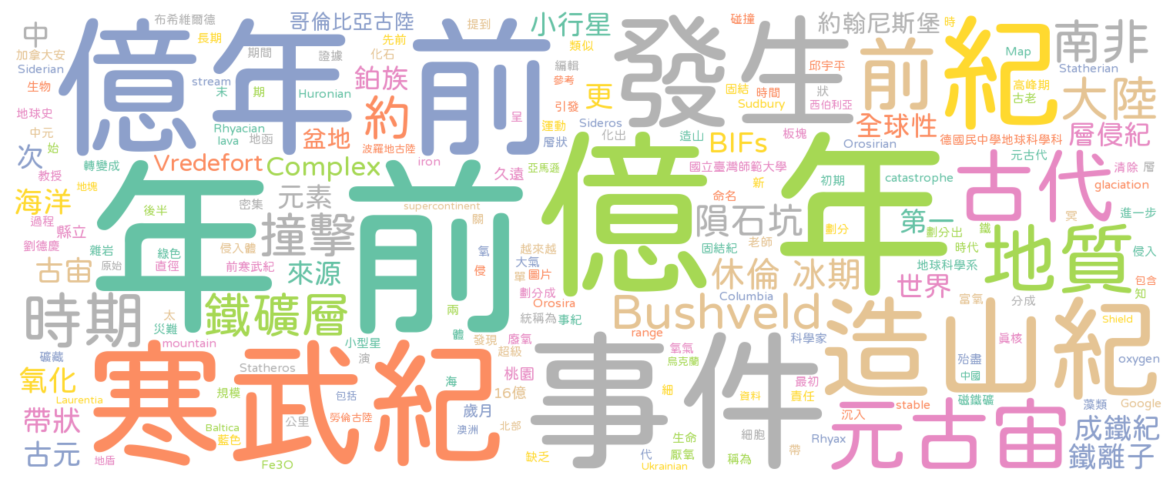 中
加拿大安
Siderian
生物
地球史
億年前
哥倫比亞古陸
布希維爾德
長期
期間
證據
提到
化石
先前
小行星
類似
編輯
參考
引發
碰撞
發生
約翰尼斯堡
時
邱宇平
前
紀
Map
高峰期
古老
南非
Statherian
大陸
stream
末
期
Huronian
鉑族
約
呈
運動
更
固結
Sudbury
時間
狀
西伯利亞
全球性
德國民中學地球科學科
層侵紀
中元
始
Rhyacian
lava
地函
盆地
波羅地古陸
層狀
化出
Sideros
造山
BIFs
板塊
Orosirian
元古代
清除
層
次
轉變成
Vredefort
Complex
iron
久遠
亞馬遜
國立臺灣師範大學
教授
地塊
海洋
過程
縣立
劉德慶
後半
年前
元素
密集
supercontinent
關
億年
命名
新
初期
catastrophe
古代
glaciation
冥
進一步
撞擊
隕石坑
第一
劃分
劃分出
鐵
時代
侵入
雜岩
綠色
侵入體
氫
越來越
大氣
固結紀
老師
地球科學系
地質
古宙
原始
直徑
前寒武紀
來源
侵
單
圖片
休倫
冰期
世界
包含
知
時期
太
災難
鐵礦層
小型星
兩
劃分成
Orosira
統稱為
事紀
Bushveld
Columbia
富氧
分成
眞核
Shield
礦藏
mountain
演
體
發現
廢氣
超級
range
氫氣
烏克蘭
科學家
造山紀
殆盡
oxygen
氧化
Laurentia
寒武紀
Statheros
規模
包括
海
桃園
16億
事件
細
資料
最初
直任
中國
磁鐵礦
藻類
Google
帶狀
Baltica
藍色
公里
勞倫古陸
歲月
澳洲
北部
生命
細胞
沉入
stable
成鐵紀
古元
地盾
Fe3O
缺乏
代
厭氧
Ukrainian
稱為
帶
Rhyax
元古宙
鐵離子